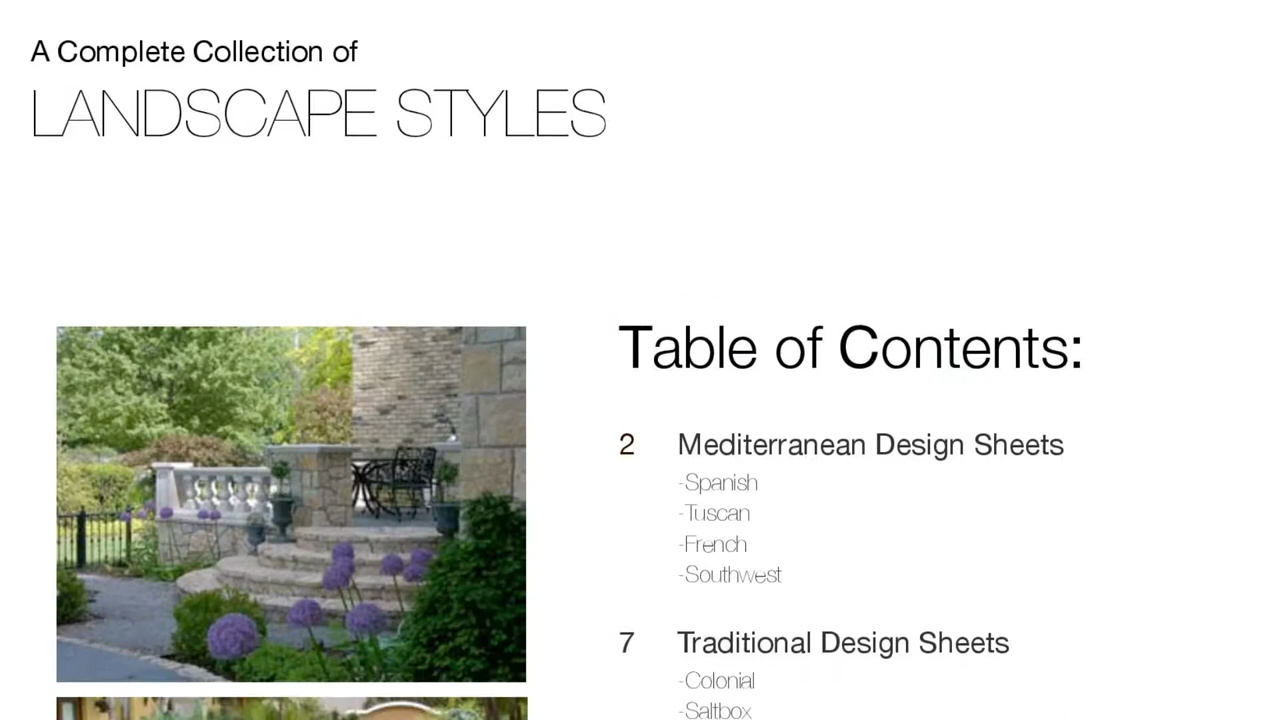 A Complete Collection of
LANDSCAPE STYLES
Table of Contents:
2 Mediterranean Design Sheets
-Spanish
-Tuscan
-French
-Southwest
7 Traditional Design Sheets
-Colonial
-Saltbox